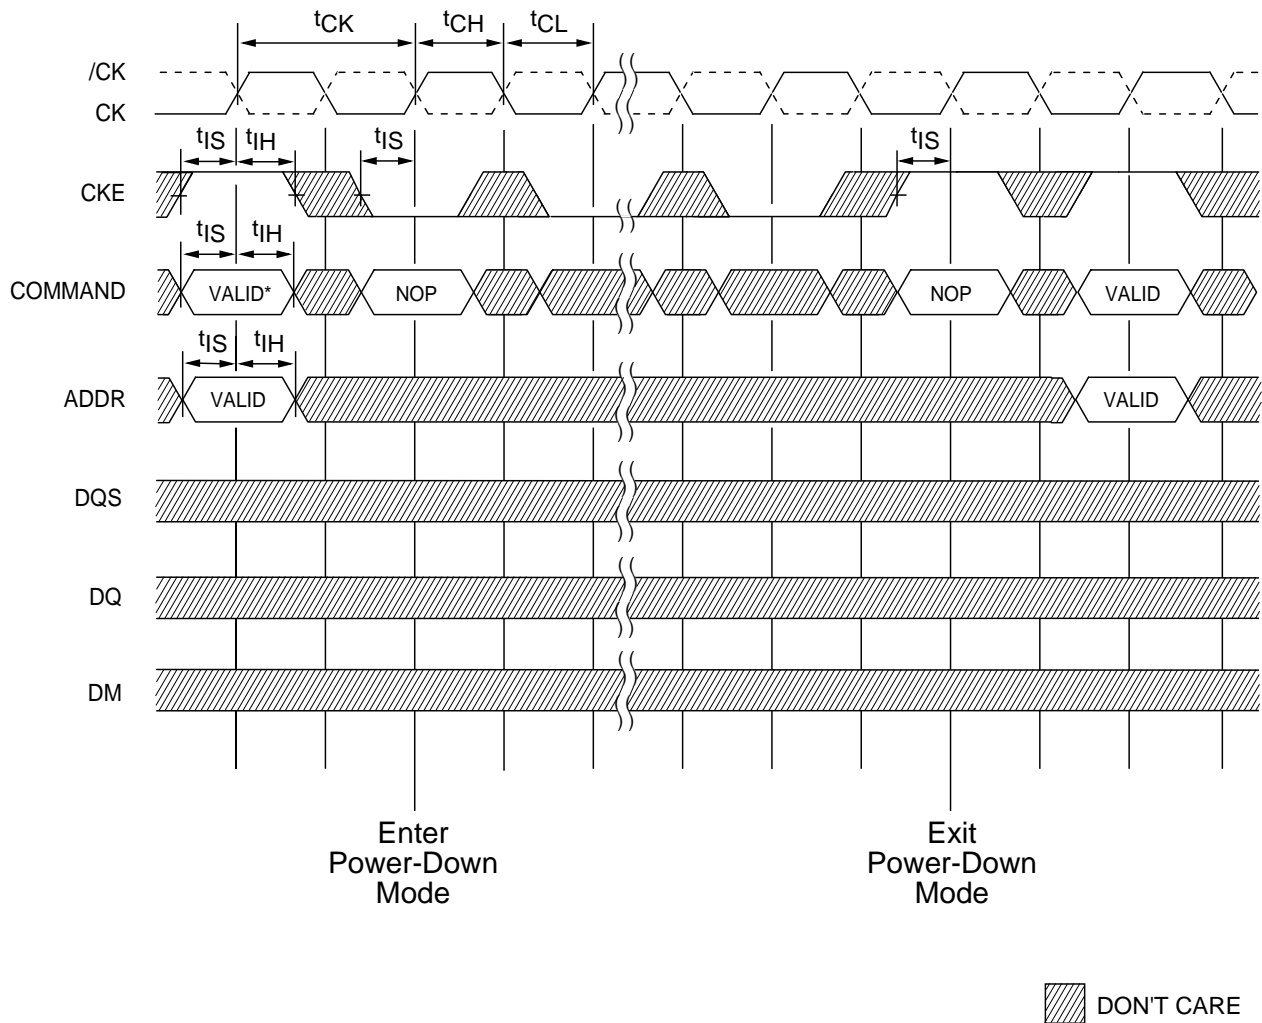 tCK tCH tCL
/CK
CK
tIS tIH tIS tIS
CKE
tIS tIH
COMMAND VALID* NOP NOP VALID
tIS tIH
ADDR VALID VALID
DQS
DQ
DM
Enter
Power-Down
Mode
Exit
Power-Down
Mode
DON'T CARE